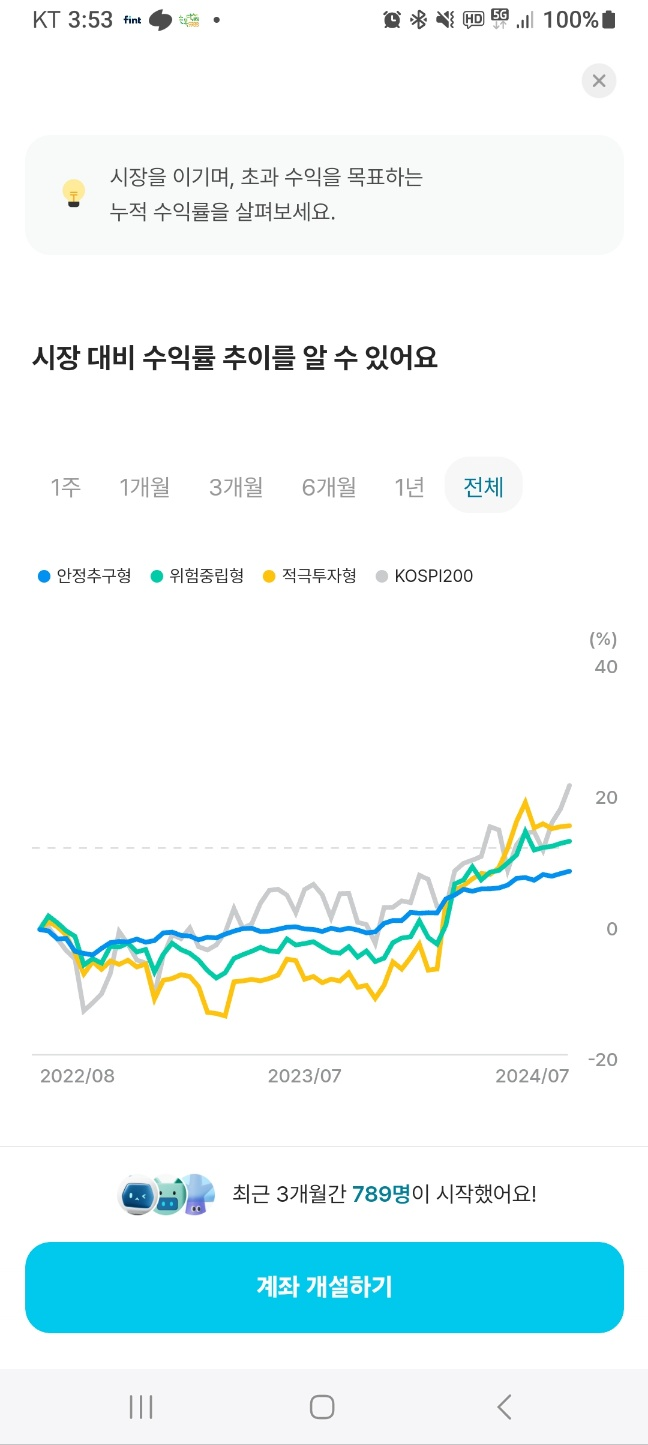 KT 3:53 fint HD 5G 100%
시장을 이기며, 초과 수익을 목표하는
누적 수익률을 살펴보세요.
시장 대비 수익률 추이를 알 수 있어요
1주 1개월 3개월 6개월 1년 전체
안정추구형 위험중립형 적극투자형 KOSPI200
(%)
40
20
0
-20
2022/08 2023/07 2024/07
최근 3개월간 789명이 시작했어요!
계좌 개설하기